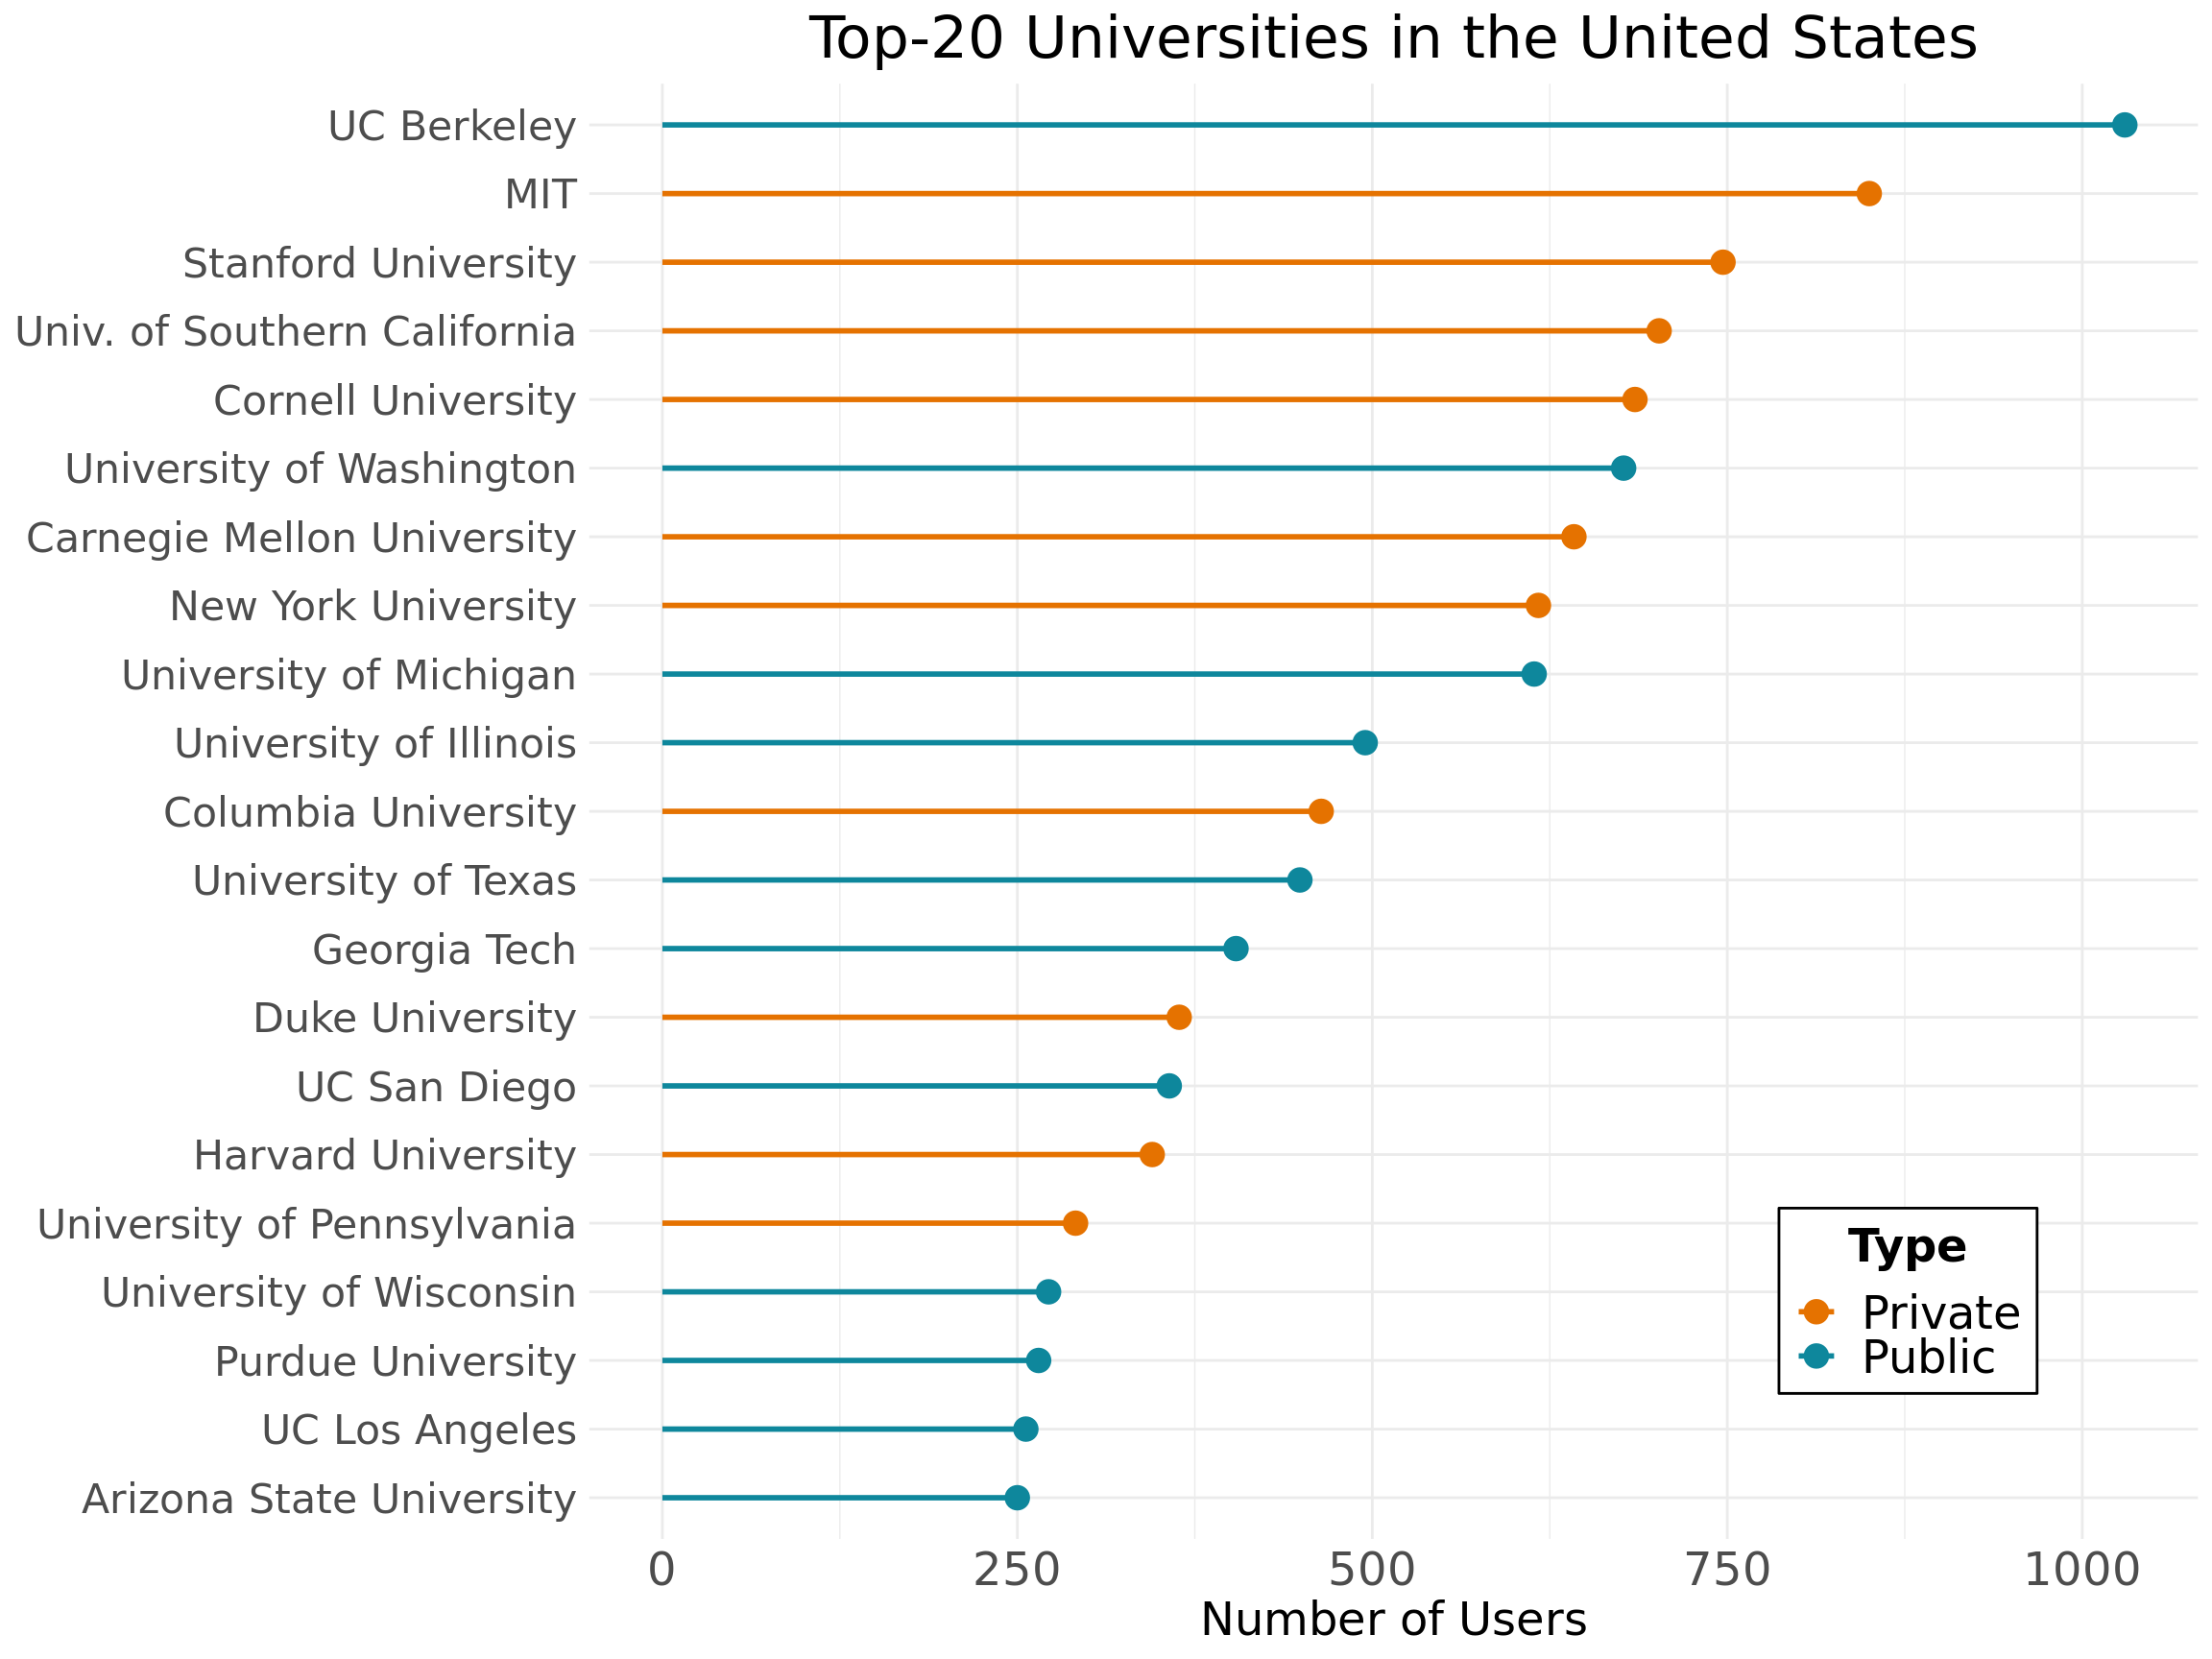 Top-20 Universities in the United States
UC Berkeley
MIT
Stanford University
Univ. of Southern California
Cornell University
University of Washington
Carnegie Mellon University
New York University
University of Michigan
University of Illinois
Columbia University
University of Texas
Georgia Tech
Duke University
UC San Diego
Harvard University
University of Pennsylvania
University of Wisconsin
Purdue University
UC Los Angeles
Arizona State University
Type
Private
Public
0 250 500 750 1000
Number of Users